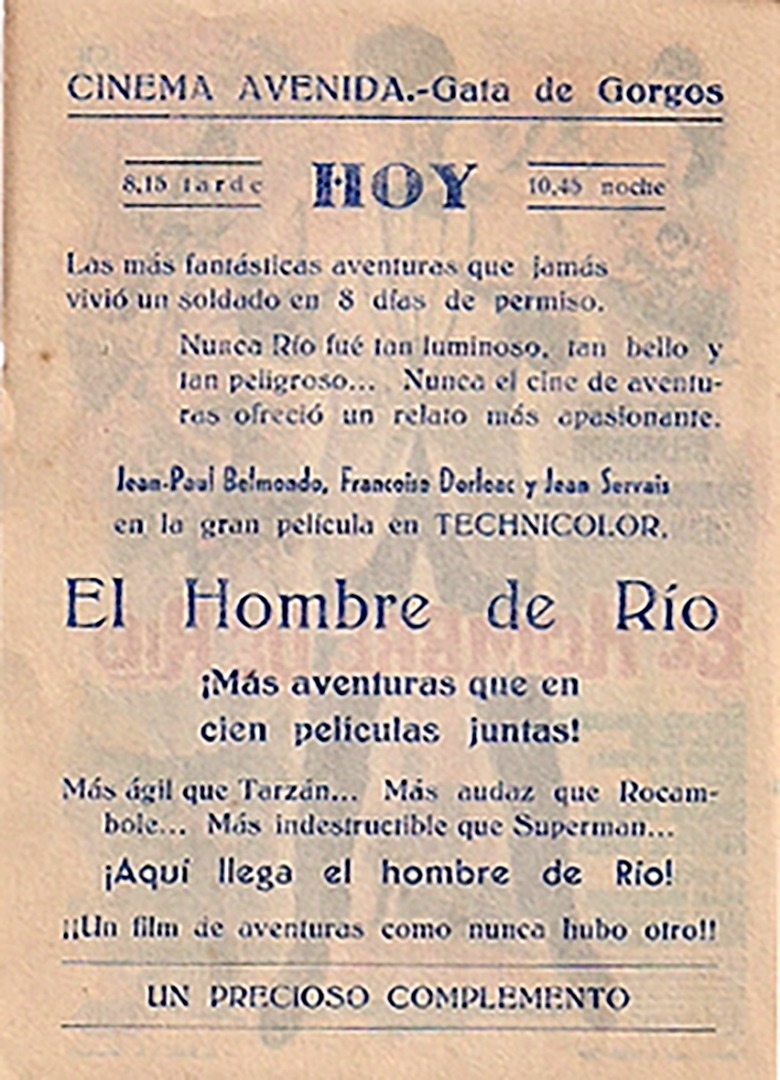 CINEMA AVENIDA.-Gata de Gorgos
8,15 tarde HOY 10,45 noche
Las más fantásticas aventuras que jamás
vivió un soldado en 8 días de permiso.
Nunca Río fué tan luminoso, tan bello y
tan peligroso... Nunca el cine de aventu-
ras ofreció un relato más apasionante.
Jean-Paul Belmondo, Francoise Dorleac y Jean Servais
en la gran película en TECHNICOLOR.
El Hombre de Río
¡Más aventuras que en
cien películas juntas!
Más ágil que Tarzán... Más audaz que Rocam-
bole... Más indestructible que Superman...
¡Aquí llega el hombre de Río!
¡¡Un film de aventuras como nunca hubo otro!!
UN PRECIOSO COMPLEMENTO